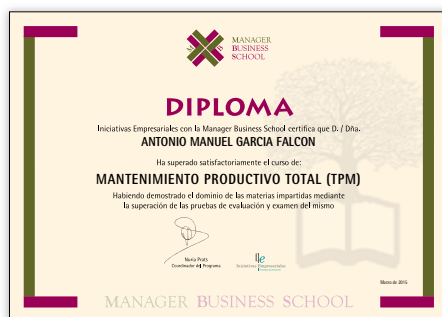 M B
MANAGER
BUSINESS
SCHOOL
DIPLOMA
Iniciativas Empresariales con la Manager Business School certifica que D. / Dña.
ANTONIO MANUEL GARCIA FALCON
Ha superado satisfactoriamente el curso de:
MANTENIMIENTO PRODUCTIVO TOTAL (TPM)
Habiendo demostrado el dominio de las materias impartidas mediante
la superación de las pruebas de evaluación y examen del mismo
Nuria Prats
Coordinador del Programa
Iniciativas Empresariales
Marzo de 2015
MANAGER BUSINESS SCHOOL